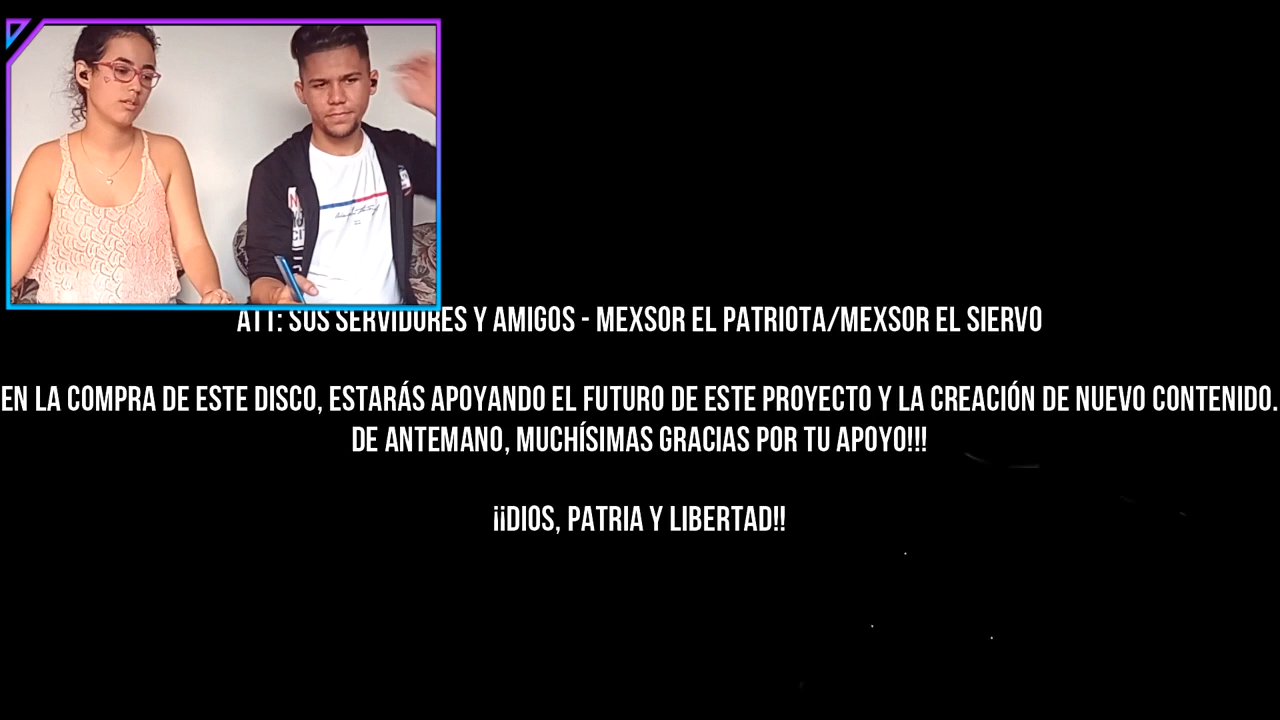 ATT: SUS SERVIDORES Y AMIGOS - MEXSOR EL PATRIOTA/MEXSOR EL SIERVO
EN LA COMPRA DE ESTE DISCO, ESTARÁS APOYANDO EL FUTURO DE ESTE PROYECTO Y LA CREACIÓN DE NUEVO CONTENIDO.
DE ANTEMANO, MUCHÍSIMAS GRACIAS POR TU APOYO!!!
¡¡DIOS, PATRIA Y LIBERTAD!!